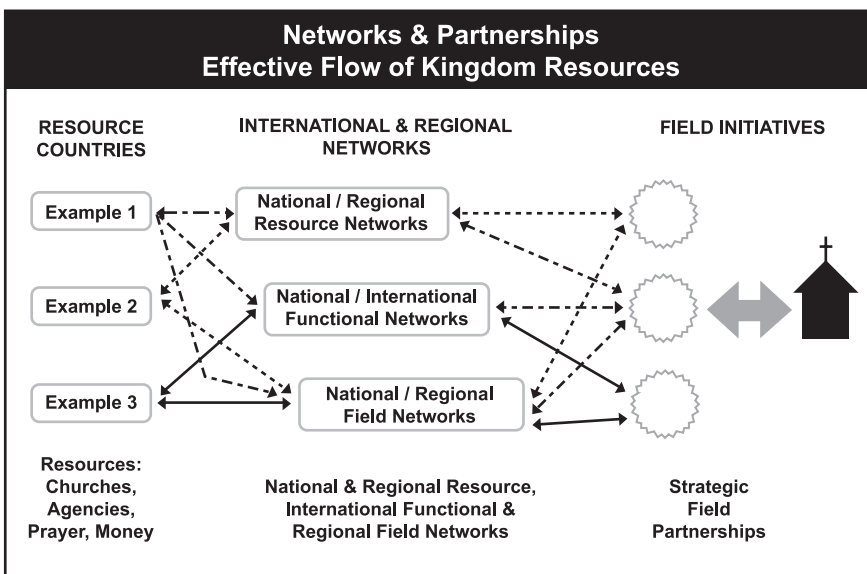 Networks & Partnerships
Effective Flow of Kingdom Resources
RESOURCE
COUNTRIES
INTERNATIONAL & REGIONAL
NETWORKS
FIELD INITIATIVES
Example 1
National / Regional
Resource Networks
Example 2
National / International
Functional Networks
Example 3
National / Regional
Field Networks
Resources:
Churches,
Agencies,
Prayer, Money
National & Regional Resource,
International Functional &
Regional Field Networks
Strategic
Field
Partnerships